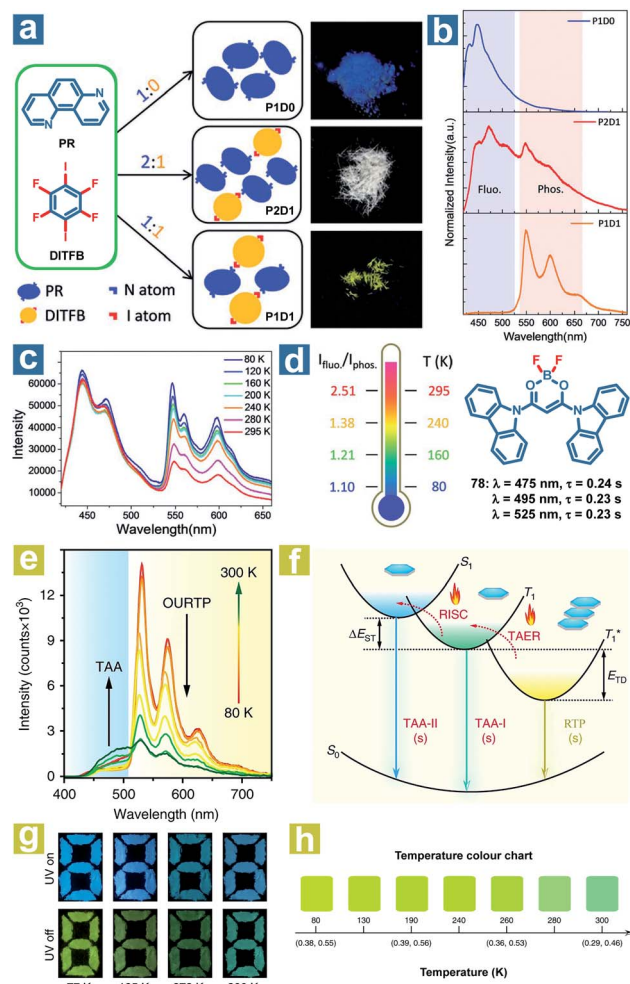 a
PR
DITFB
N
N
I
F
F
F
F
I
1:0
2:1
1:1
P1D0
P2D1
P1D1
PR
N atom
DITFB
I atom
b
P1D0
P2D1
Fluo.
Phos.
P1D1
Normalized Intensity(a.u.)
450 500 550 600 650 700 750
Wavelength(nm)
c
80 K
120 K
160 K
200 K
240 K
280 K
295 K
60000
50000
40000
30000
20000
10000
Intensity
450 500 550 600 650
Wavelength(nm)
d
Ifluo./Iphos. T (K)
2.51 295
1.38 240
1.21 160
1.10 80
F F
B
O O
N N
78: λ = 475 nm, τ = 0.24 s
λ = 495 nm, τ = 0.23 s
λ = 525 nm, τ = 0.23 s
e
300 K
OURTP
TAA
80 K
12
9
6
3
0
Intensity (counts×10³)
400 500 600 700
Wavelength (nm)
f
S₁
RISC
T₁
TAER
T₁*
ΔE_ST
E_TD
TAA-II
(s)
TAA-I
(s)
RTP
(s)
S₀
g
UV on
UV off
h
Temperature colour chart
80 130 190 240 260 280 300
(0.38, 0.55) (0.39, 0.56) (0.36, 0.53) (0.29, 0.46)
Temperature (K)